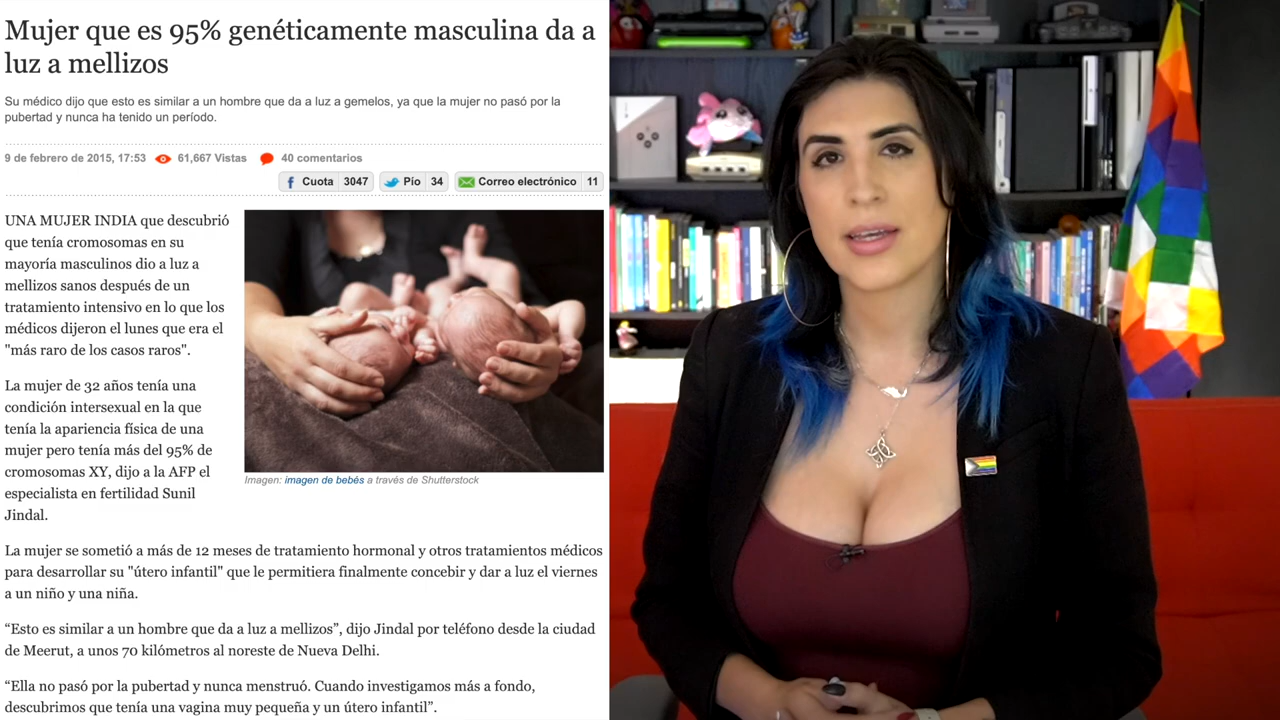 Mujer que es 95% genéticamente masculina da a
luz a mellizos
Su médico dijo que esto es similar a un hombre que da a luz a gemelos, ya que la mujer no pasó por la
pubertad y nunca ha tenido un período.
9 de febrero de 2015, 17:53 61,667 Vistas 40 comentarios
Cuota 3047 Pío 34 Correo electrónico 11
UNA MUJER INDIA que descubrió
que tenía cromosomas en su
mayoría masculinos dio a luz a
mellizos sanos después de un
tratamiento intensivo en lo que los
médicos dijeron el lunes que era el
"más raro de los casos raros".
La mujer de 32 años tenía una
condición intersexual en la que
tenía la apariencia física de una
mujer pero tenía más del 95% de
cromosomas XY, dijo a la AFP el
especialista en fertilidad Sunil
Jindal.
Imagen: imagen de bebés a través de Shutterstock
La mujer se sometió a más de 12 meses de tratamiento hormonal y otros tratamientos médicos
para desarrollar su "útero infantil" que le permitiera finalmente concebir y dar a luz el viernes
a un niño y una niña.
“Esto es similar a un hombre que da a luz a mellizos”, dijo Jindal por teléfono desde la ciudad
de Meerut, a unos 70 kilómetros al noreste de Nueva Delhi.
“Ella no pasó por la pubertad y nunca menstruó. Cuando investigamos más a fondo,
descubrimos que tenía una vagina muy pequeña y un útero infantil”.